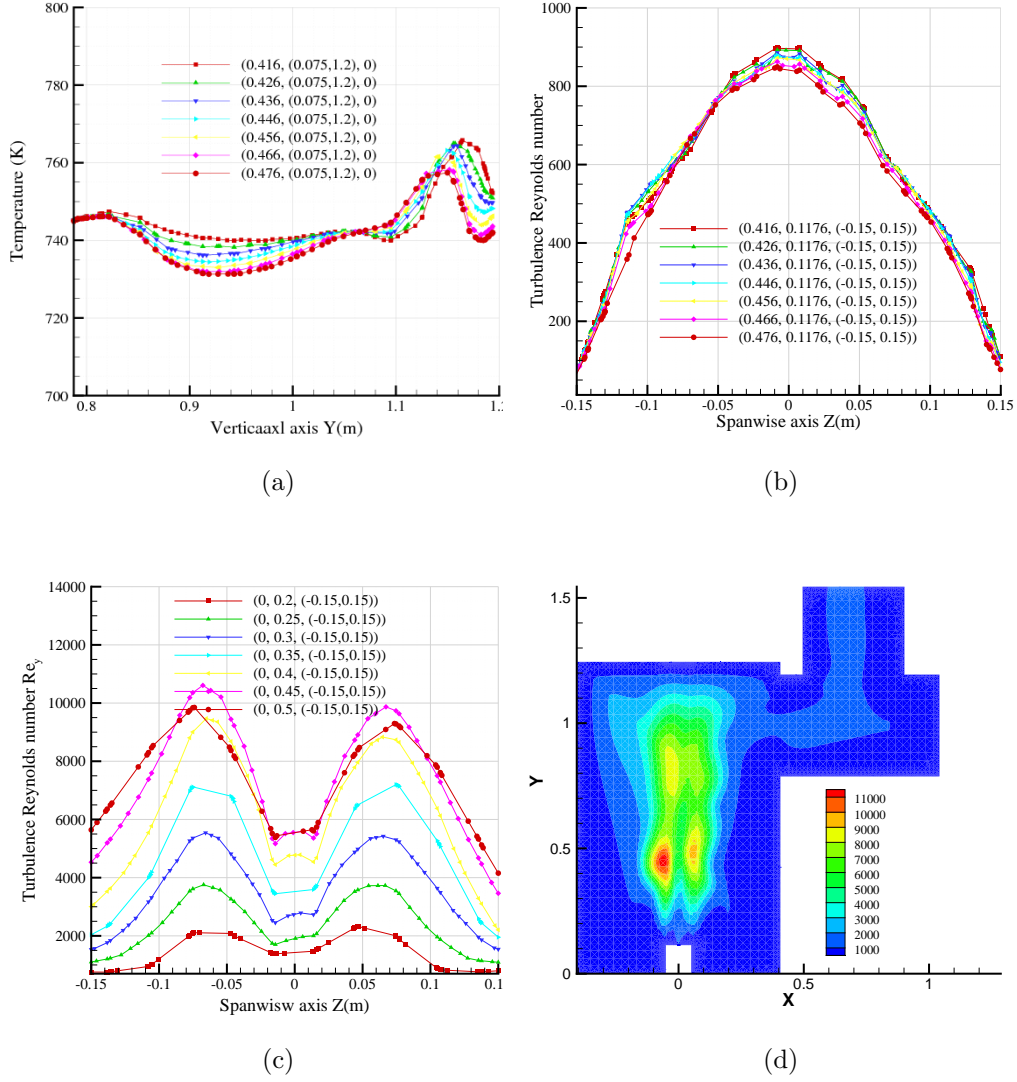 800
780
760
740
720
700
Temperature (K)
(0.416, (0.075,1.2), 0)
(0.426, (0.075,1.2), 0)
(0.436, (0.075,1.2), 0)
(0.446, (0.075,1.2), 0)
(0.456, (0.075,1.2), 0)
(0.466, (0.075,1.2), 0)
(0.476, (0.075,1.2), 0)
0.8 0.9 1 1.1
Verticaaxl axis Y(m)
(a)
1000
800
600
400
200
Turbulence Reynolds number
(0.416, 0.1176, (-0.15, 0.15))
(0.426, 0.1176, (-0.15, 0.15))
(0.436, 0.1176, (-0.15, 0.15))
(0.446, 0.1176, (-0.15, 0.15))
(0.456, 0.1176, (-0.15, 0.15))
(0.466, 0.1176, (-0.15, 0.15))
(0.476, 0.1176, (-0.15, 0.15))
-0.15 -0.1 -0.05 0 0.05 0.1 0.15
Spanwise axis Z(m)
(b)
14000
12000
10000
8000
6000
4000
2000
Turbulence Reynolds number Re_y
(0, 0.2, (-0.15,0.15))
(0, 0.25, (-0.15,0.15))
(0, 0.3, (-0.15,0.15))
(0, 0.35, (-0.15,0.15))
(0, 0.4, (-0.15,0.15))
(0, 0.45, (-0.15,0.15))
(0, 0.5, (-0.15,0.15))
-0.15 -0.1 -0.05 0 0.05 0.1 0.1
Spanwisw axis Z(m)
(c)
1.5
1
0.5
0
Y
11000
10000
9000
8000
7000
6000
5000
4000
3000
2000
1000
0 0.5 1
X
(d)